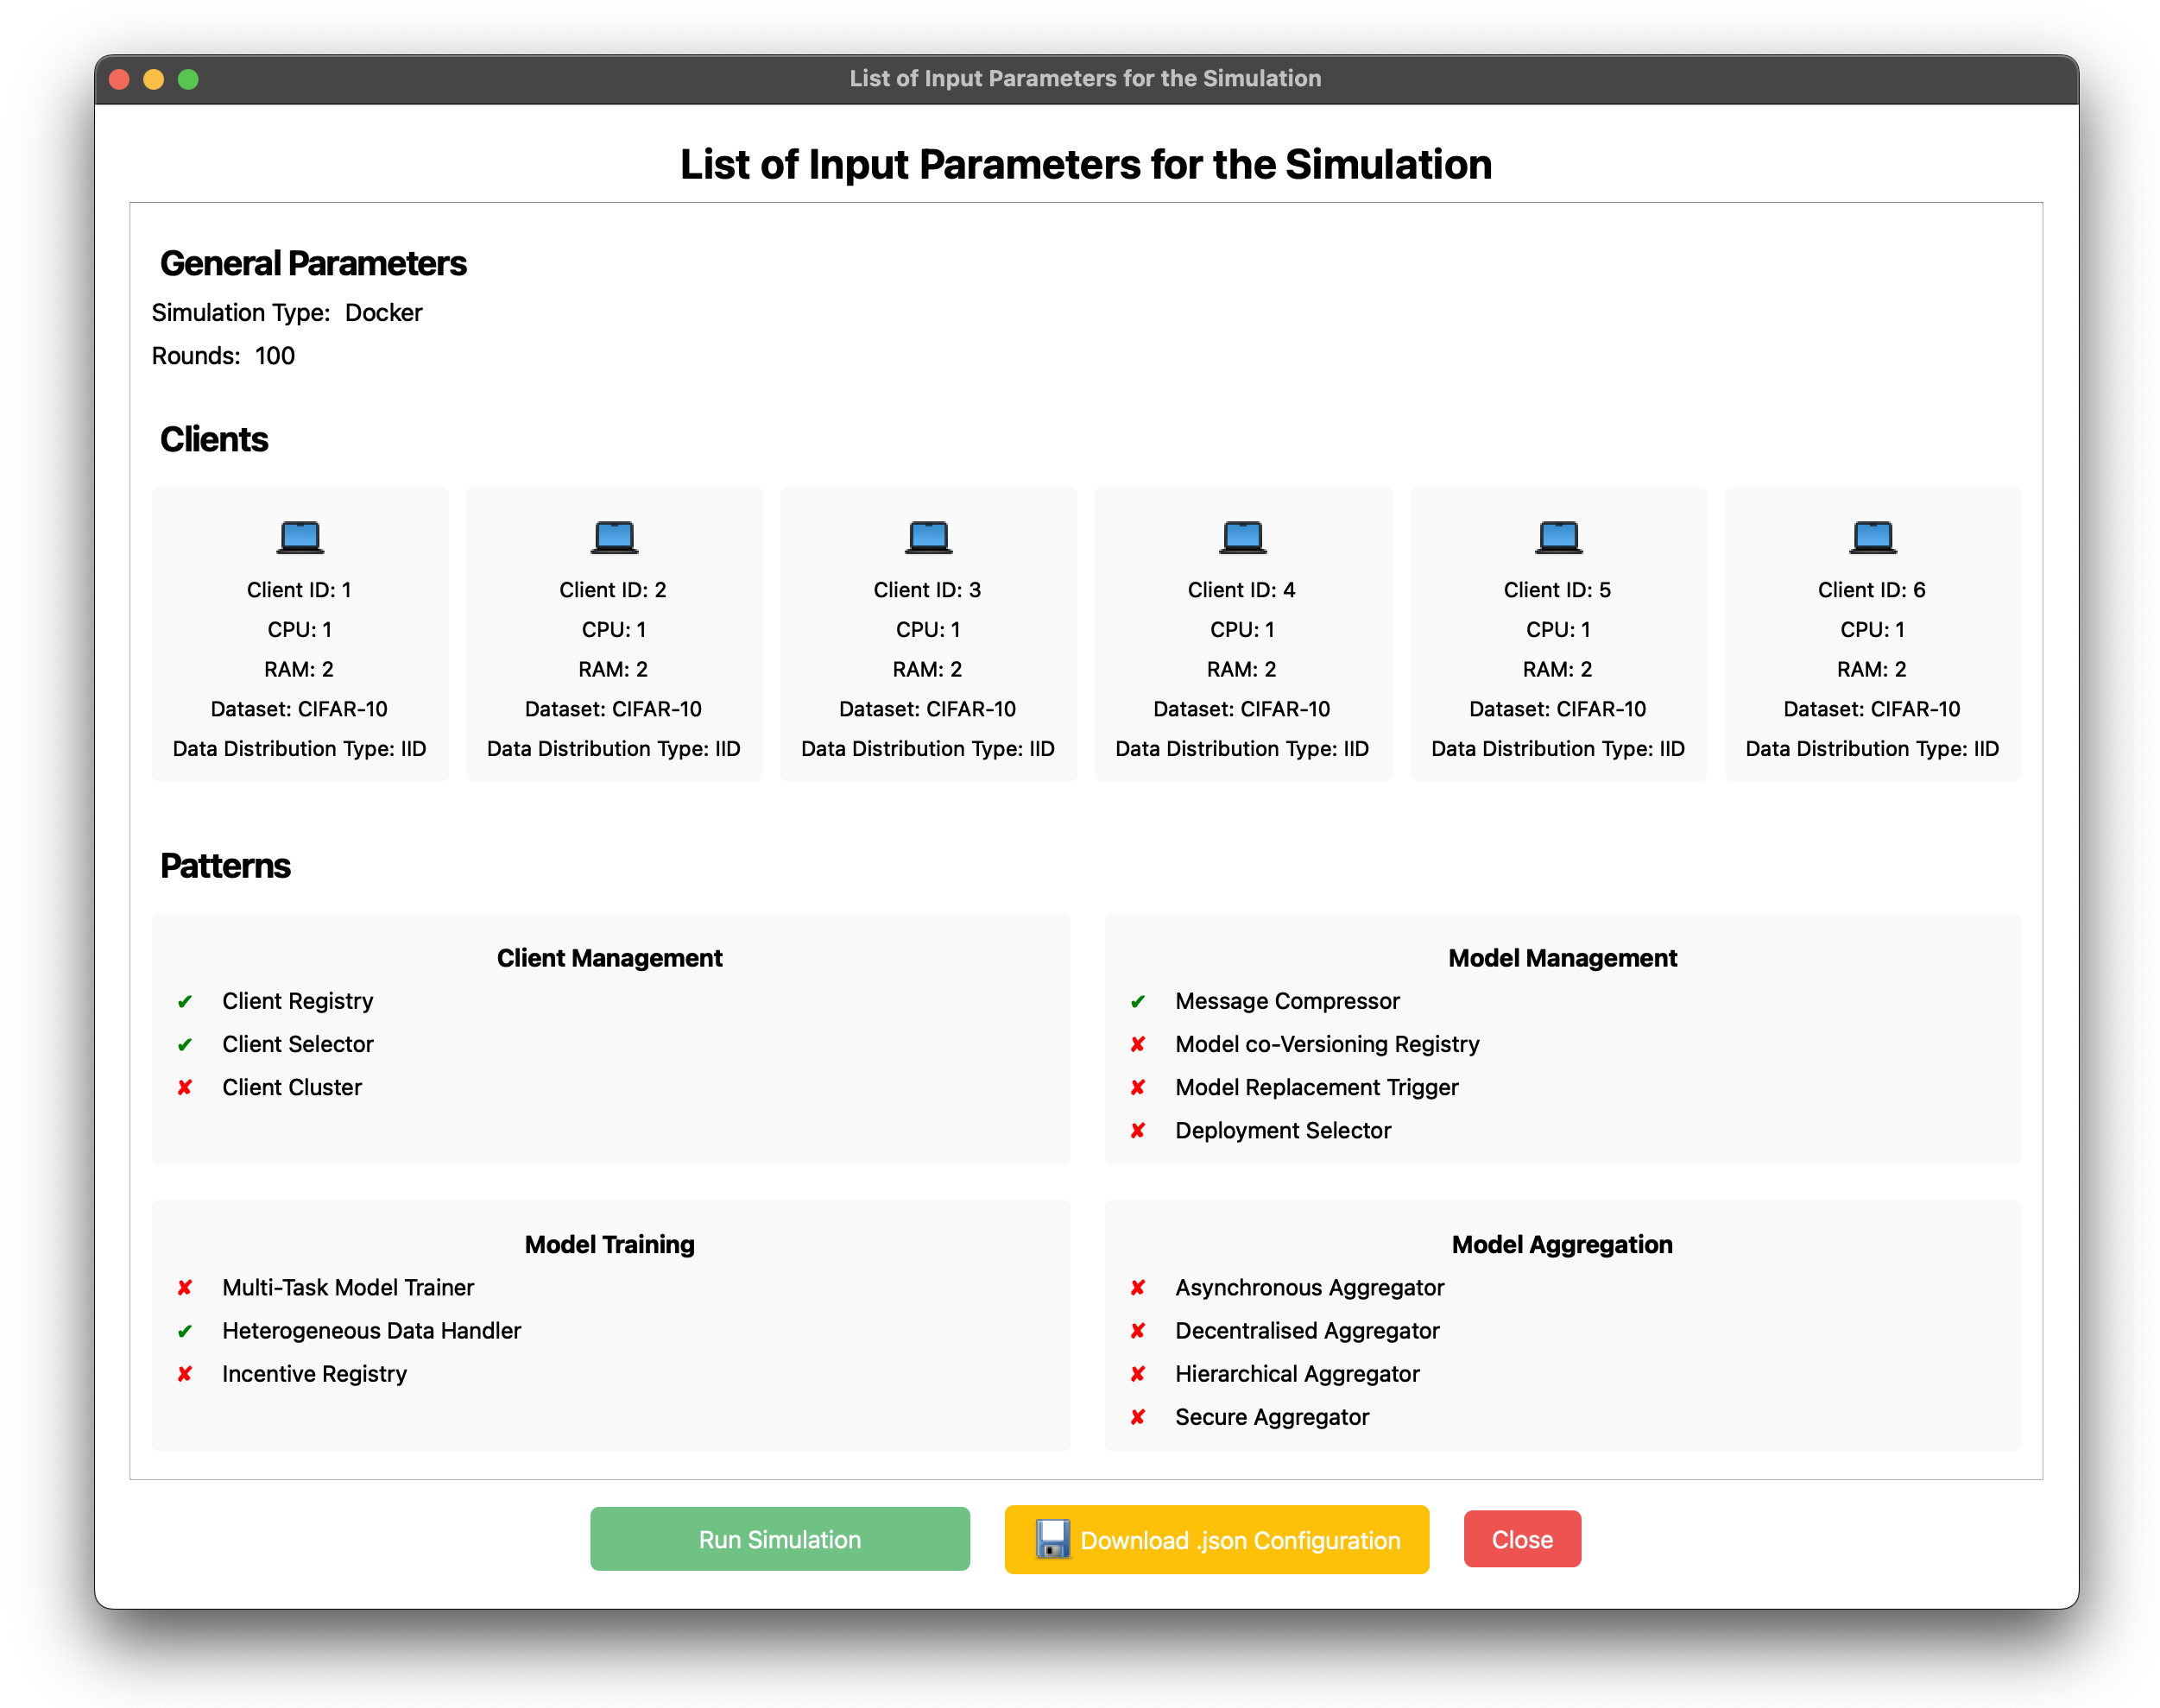 List of Input Parameters for the Simulation
List of Input Parameters for the Simulation
General Parameters
Simulation Type: Docker
Rounds: 100
Clients
Client ID: 1
CPU: 1
RAM: 2
Dataset: CIFAR-10
Data Distribution Type: IID
Client ID: 2
CPU: 1
RAM: 2
Dataset: CIFAR-10
Data Distribution Type: IID
Client ID: 3
CPU: 1
RAM: 2
Dataset: CIFAR-10
Data Distribution Type: IID
Client ID: 4
CPU: 1
RAM: 2
Dataset: CIFAR-10
Data Distribution Type: IID
Client ID: 5
CPU: 1
RAM: 2
Dataset: CIFAR-10
Data Distribution Type: IID
Client ID: 6
CPU: 1
RAM: 2
Dataset: CIFAR-10
Data Distribution Type: IID
Patterns
Client Management
✔ Client Registry
✔ Client Selector
✘ Client Cluster
Model Management
✔ Message Compressor
✘ Model co-Versioning Registry
✘ Model Replacement Trigger
✘ Deployment Selector
Model Training
✘ Multi-Task Model Trainer
✔ Heterogeneous Data Handler
✘ Incentive Registry
Model Aggregation
✘ Asynchronous Aggregator
✘ Decentralised Aggregator
✘ Hierarchical Aggregator
✘ Secure Aggregator
Run Simulation
Download .json Configuration
Close